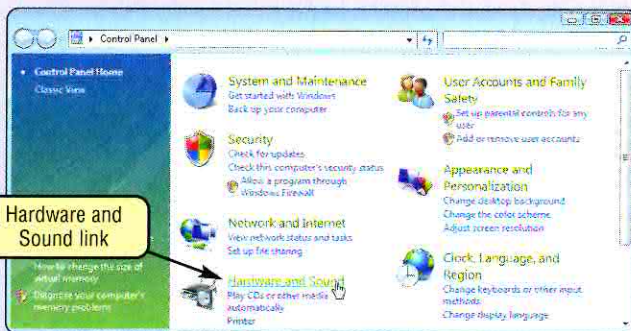 Control Panel
Control Panel Home
Classic View
System and Maintenance
Get started with Windows
Back up your computer
Security
Check for updates
Check this computer's security status
Allow a program through
Windows Firewall
Network and Internet
View network status and tasks
Set up file sharing
Hardware and Sound
Play CDs or other media
automatically
Printer
User Accounts and Family
Safety
Set up parental controls for any
user
Add or remove user accounts
Appearance and
Personalization
Change desktop background
Change the color scheme
Adjust screen resolution
Clock, Language, and
Region
Change keyboards or other input
methods
Change display language
Hardware and
Sound link
How to change the size of
virtual memory
Diagnose your computer's
memory problems